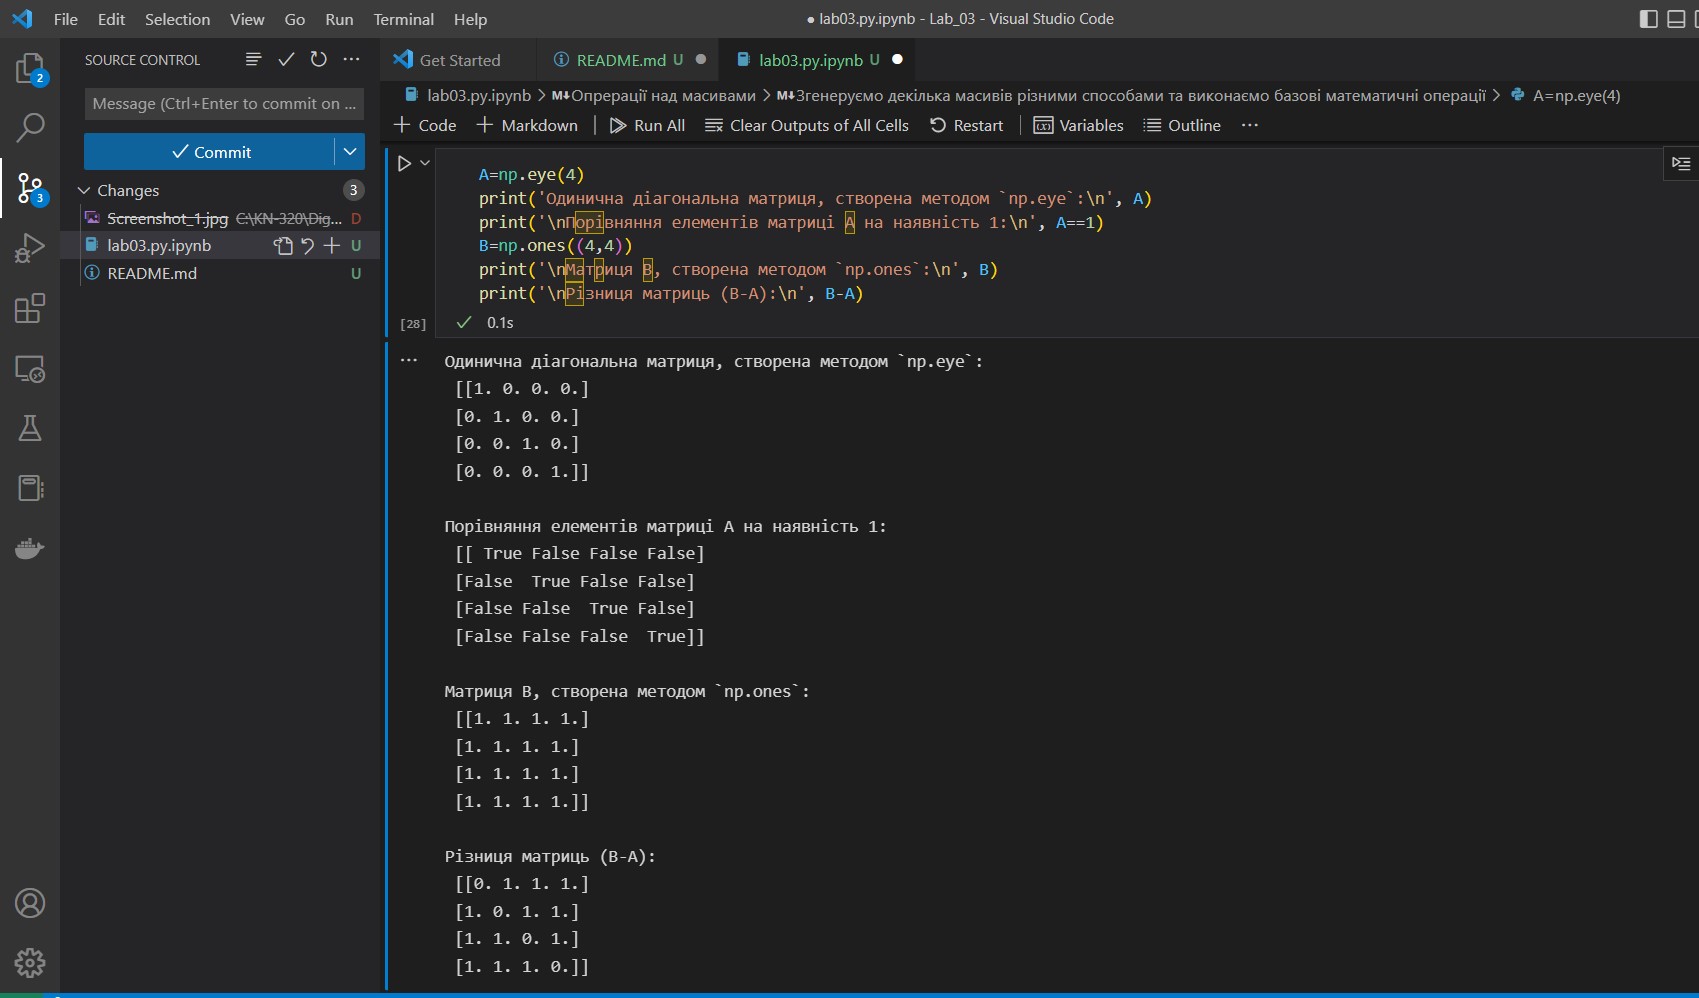 File Edit Selection View Go Run Terminal Help
● lab03.py.ipynb - Lab_03 - Visual Studio Code
SOURCE CONTROL
Get Started
README.md U
lab03.py.ipynb U
Message (Ctrl+Enter to commit on ...
Commit
Changes 3
Screenshot_1.jpg C:\KN-320\Dig... D
lab03.py.ipynb U
README.md U
2
3
lab03.py.ipynb > M↓Опрерації над масивами > M↓Згенеруємо декілька масивів різними способами та виконаємо базові математичні операції > A=np.eye(4)
+ Code + Markdown | Run All Clear Outputs of All Cells Restart | Variables Outline ...
A=np.eye(4)
print('Одинична діагональна матриця, створена методом `np.eye`:\n', A)
print('\nПорівняння елементів матриці А на наявність 1:\n', A==1)
B=np.ones((4,4))
print('\nМатриця В, створена методом `np.ones`:\n', B)
print('\nРізниця матриць (B-A):\n', B-A)
[28] 0.1s
Одинична діагональна матриця, створена методом `np.eye`:
[[1. 0. 0. 0.]
[0. 1. 0. 0.]
[0. 0. 1. 0.]
[0. 0. 0. 1.]]
Порівняння елементів матриці А на наявність 1:
[[ True False False False]
[False  True False False]
[False False  True False]
[False False False  True]]
Матриця В, створена методом `np.ones`:
[[1. 1. 1. 1.]
[1. 1. 1. 1.]
[1. 1. 1. 1.]
[1. 1. 1. 1.]]
Різниця матриць (B-A):
[[0. 1. 1. 1.]
[1. 0. 1. 1.]
[1. 1. 0. 1.]
[1. 1. 1. 0.]]